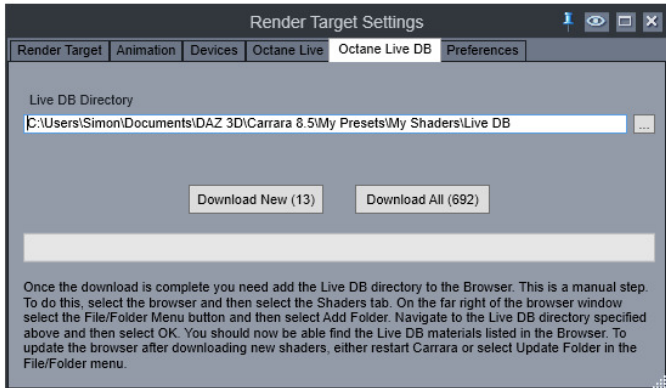 Render Target Settings
Render Target Animation Devices Octane Live Octane Live DB Preferences
Live DB Directory
C:\Users\Simon\Documents\DAZ 3D\Carrara 8.5\My Presets\My Shaders\Live DB ...
Download New (13) Download All (692)
Once the download is complete you need add the Live DB directory to the Browser. This is a manual step.
To do this, select the browser and then select the Shaders tab. On the far right of the browser window
select the File/Folder Menu button and then select Add Folder. Navigate to the Live DB directory specified
above and then select OK. You should now be able find the Live DB materials listed in the Browser. To
update the browser after downloading new shaders, either restart Carrara or select Update Folder in the
File/Folder menu.